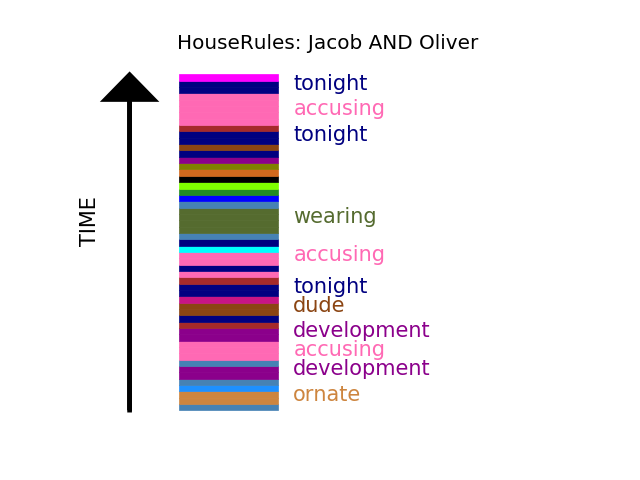 HouseRules: Jacob AND Oliver
tonight
accusing
tonight
wearing
accusing
tonight
dude
development
accusing
development
ornate
TIME